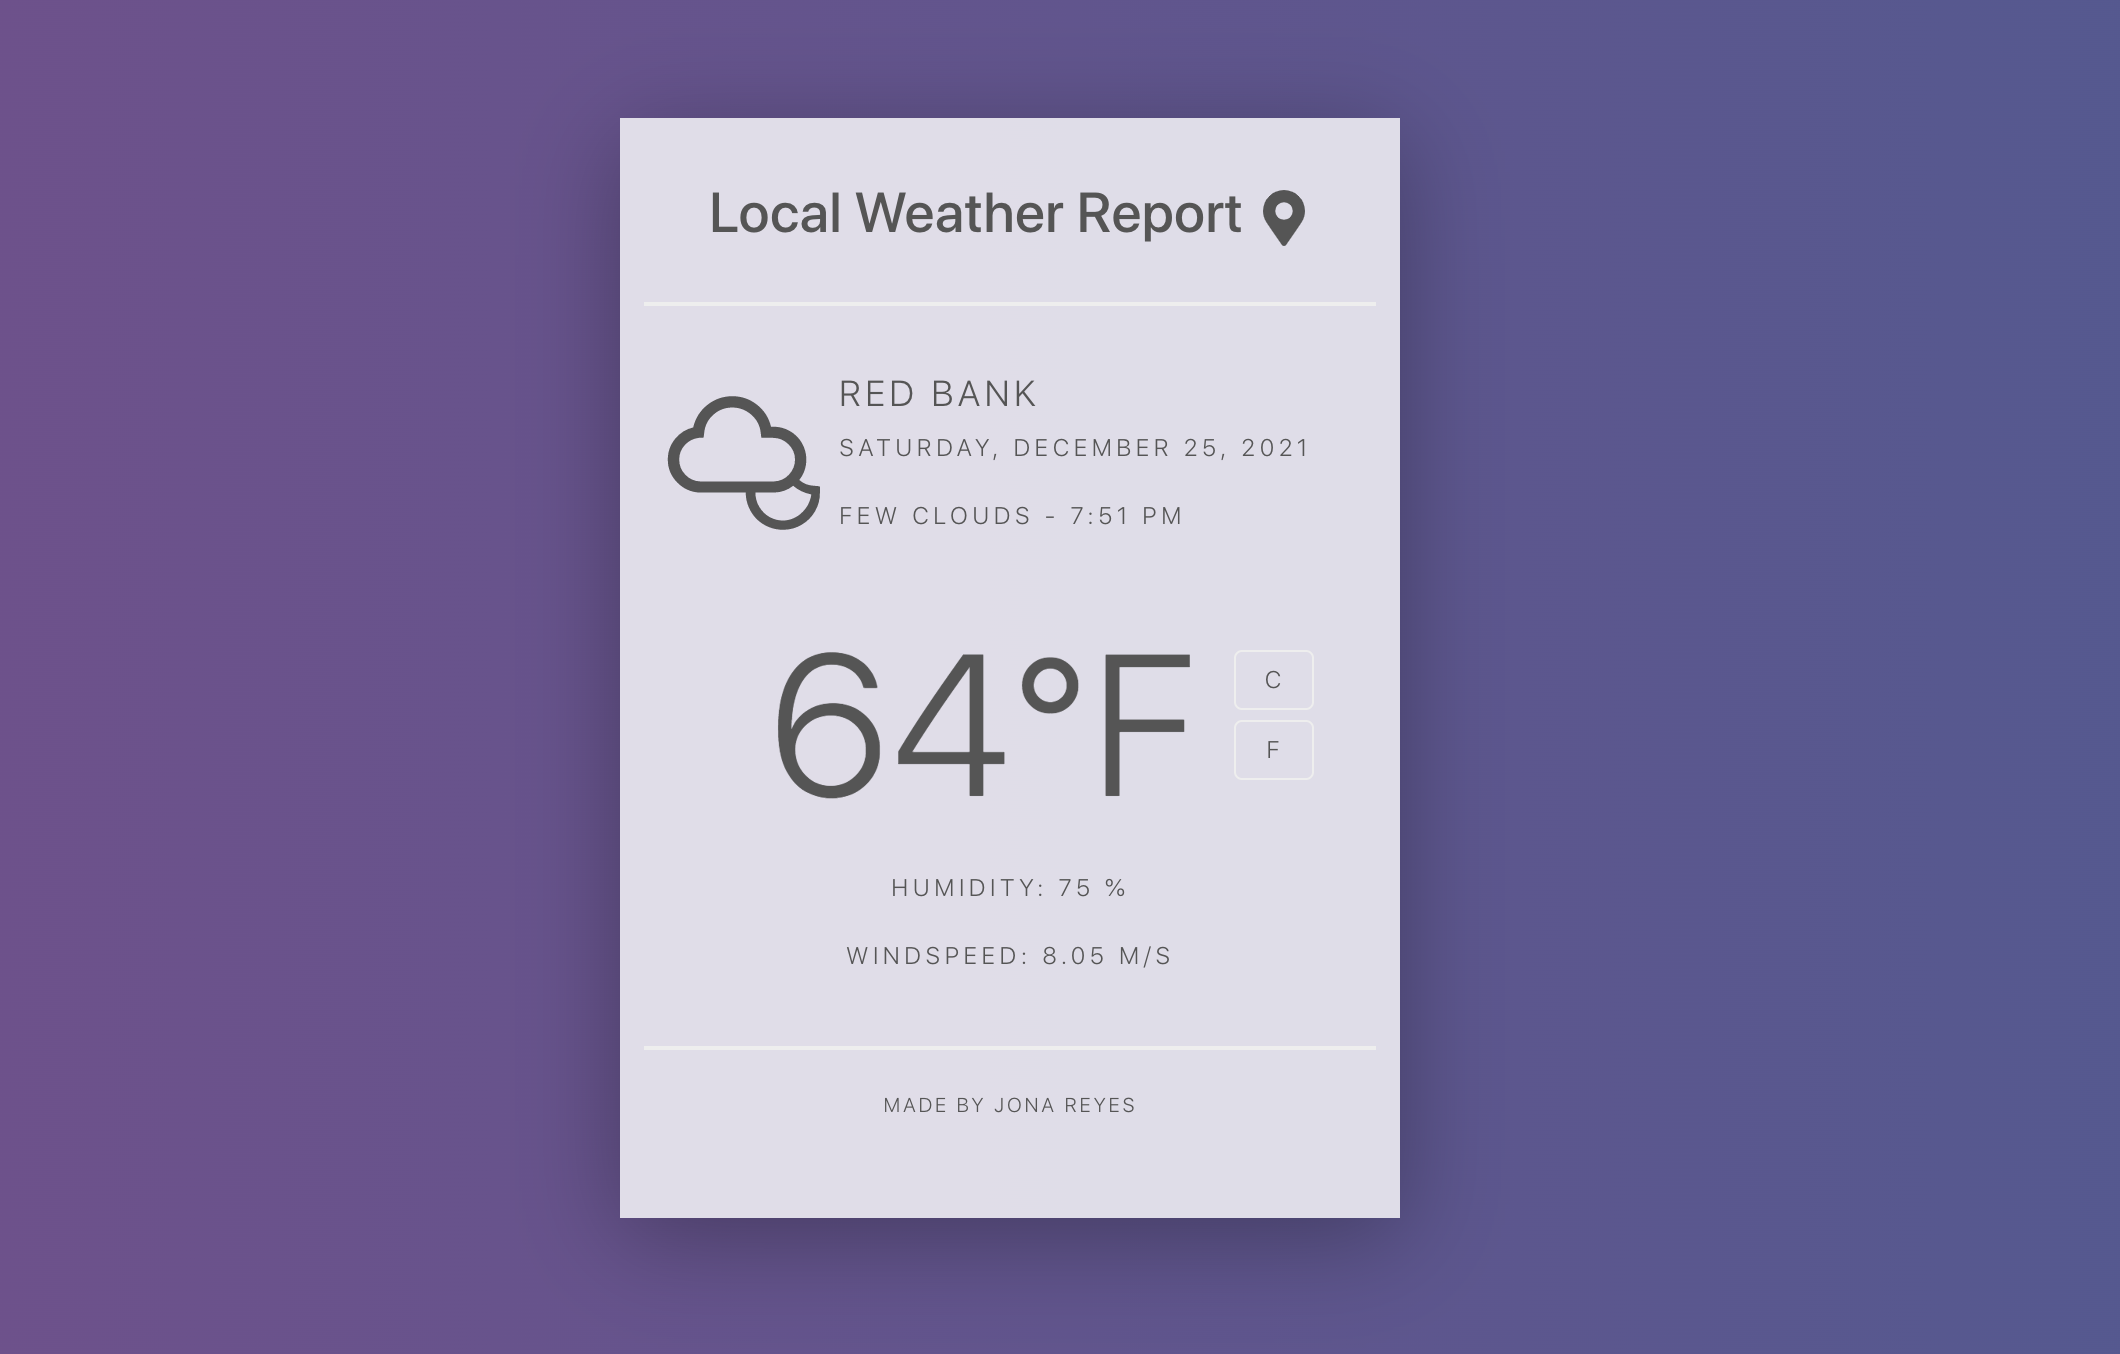 Local Weather Report
RED BANK
SATURDAY, DECEMBER 25, 2021
FEW CLOUDS - 7:51 PM
64°F
C
F
HUMIDITY: 75 %
WINDSPEED: 8.05 M/S
MADE BY JONA REYES